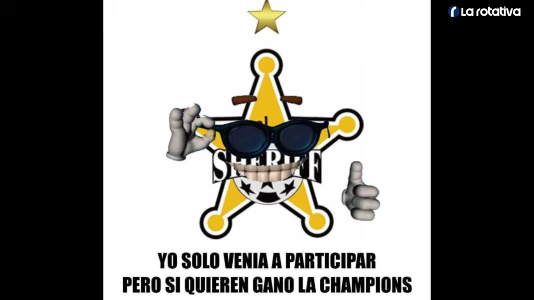 La rotativa
SHERIFF
YO SOLO VENIA A PARTICIPAR
PERO SI QUIEREN GANO LA CHAMPIONS